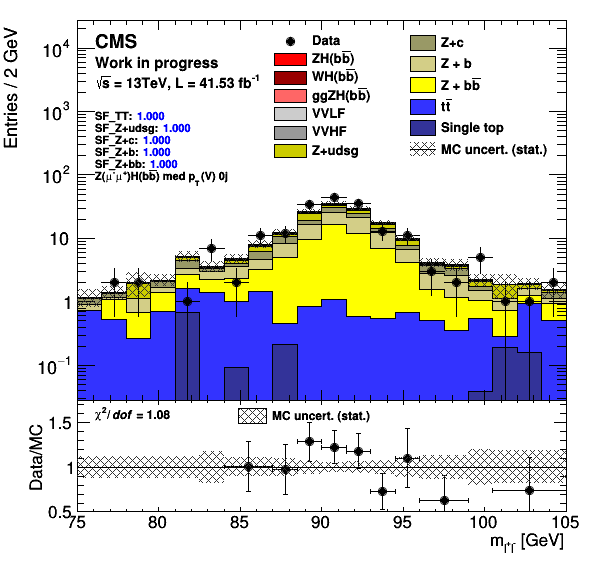 Entries / 2 GeV
10⁴
10³
10²
10
1
10⁻¹
CMS
Work in progress
√s = 13TeV, L = 41.53 fb⁻¹
SF_TT: 1.000
SF_Z+udsg: 1.000
SF_Z+c: 1.000
SF_Z+b: 1.000
SF_Z+bb: 1.000
Z(μ⁻μ⁺)H(bb̅) med p_T(V) 0j
Data
ZH(bb̅)
WH(bb̅)
ggZH(bb̅)
VVLF
VVHF
Z+udsg
Z+c
Z + b
Z + bb̅
tt̅
Single top
MC uncert. (stat.)
Data/MC
1.5
1
0.5
χ²/dof = 1.08
MC uncert. (stat.)
75 80 85 90 95 100 105
m_l⁺l⁻ [GeV]